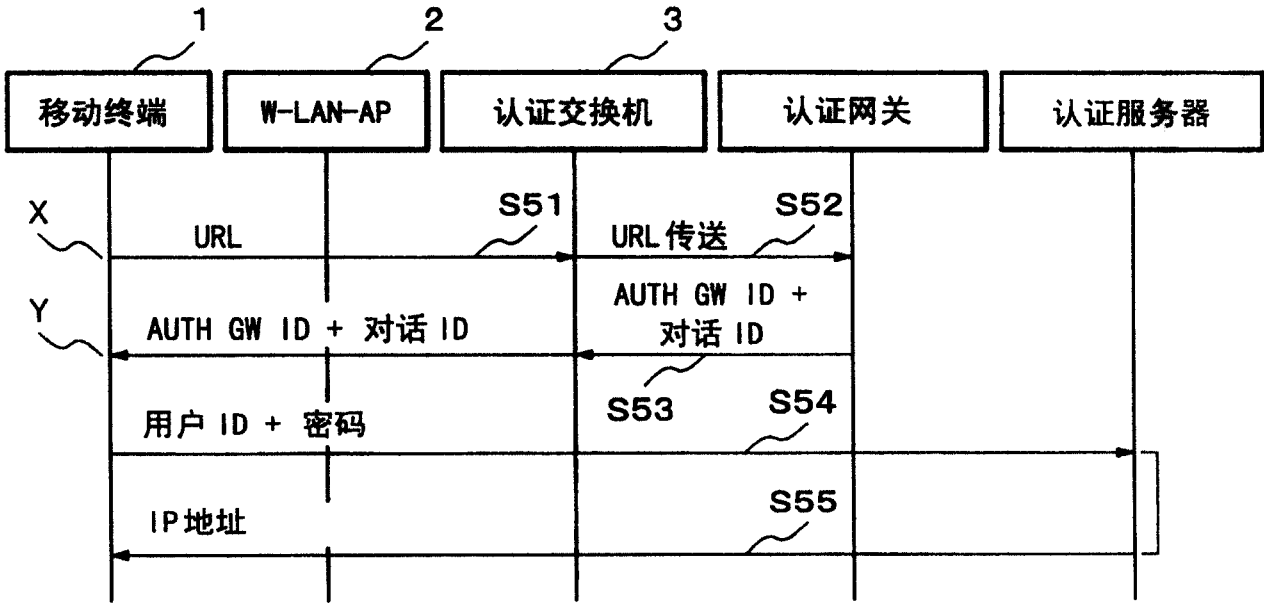 1
2
3
移动终端
W-LAN-AP
认证交换机
认证网关
认证服务器
X
URL
S51
URL传送
S52
Y
AUTH GW ID + 对话 ID
AUTH GW ID +
对话 ID
S53
用户 ID + 密码
S54
IP地址
S55